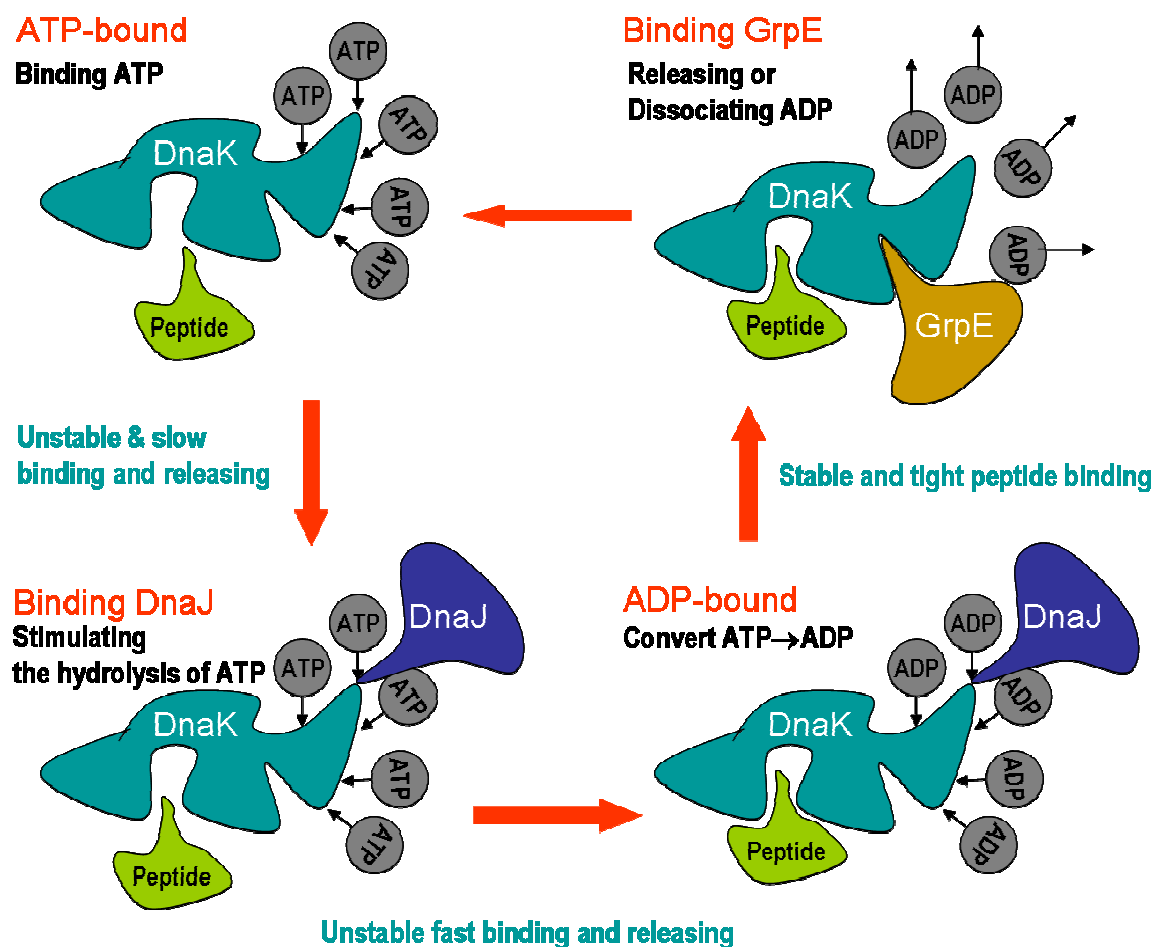 ATP-bound
Binding ATP
ATP
ATP
ATP
ATP
ATP
DnaK
Peptide
Binding GrpE
Releasing or
Dissociating ADP
ADP
ADP
ADP
ADP
DnaK
Peptide
GrpE
Unstable & slow
binding and releasing
Stable and tight peptide binding
Binding DnaJ
Stimulating
the hydrolysis of ATP
ATP
ATP
ATP
ATP
ATP
DnaJ
DnaK
Peptide
ADP-bound
Convert ATP→ADP
ADP
ADP
ADP
ADP
ADP
DnaJ
DnaK
Peptide
Unstable fast binding and releasing